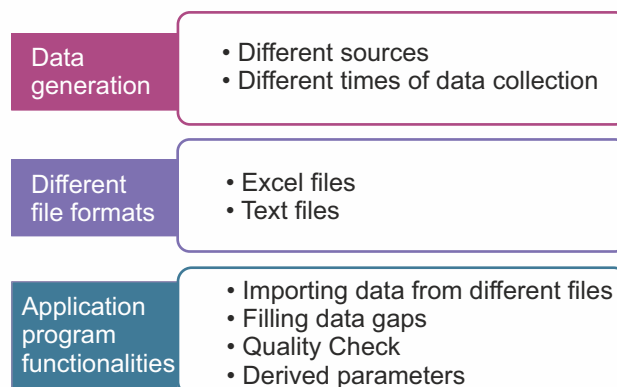 Data
generation
• Different sources
• Different times of data collection
Different
file formats
• Excel files
• Text files
Application
program
functionalities
• Importing data from different files
• Filling data gaps
• Quality Check
• Derived parameters